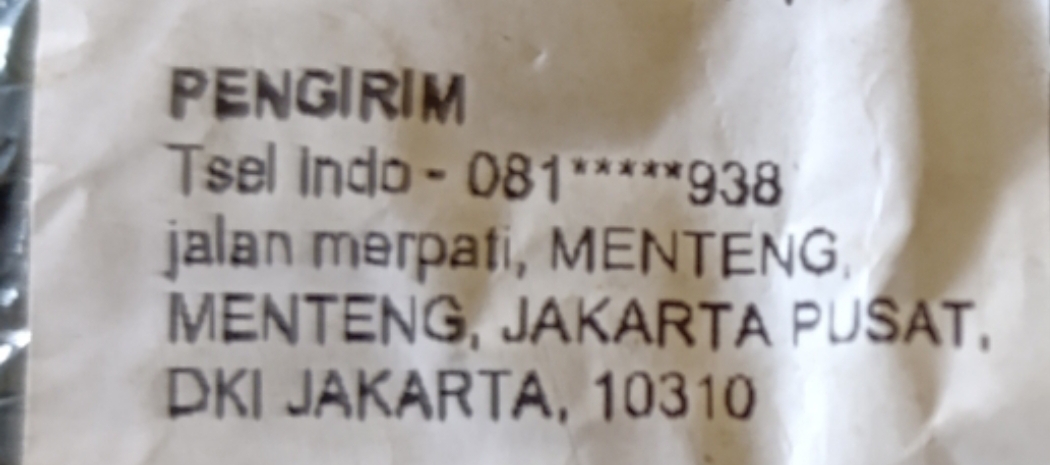 PENGIRIM
Tsel Indo - 081*****938
jalan merpati, MENTENG,
MENTENG, JAKARTA PUSAT,
DKI JAKARTA, 10310